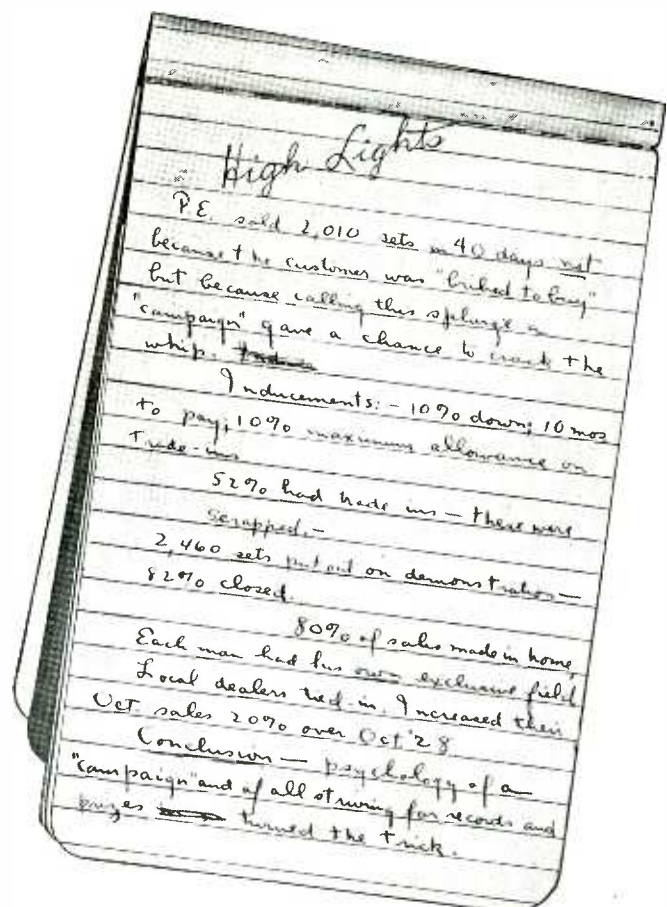 High Lights
P.E. sold 2,010 sets in 40 days not
because the customer was "bribed to buy"
but because calling this splurge a
"campaign" gave a chance to crack the
whip.
Inducements:- 10% down; 10 mos
to pay; 10% maximum allowance on
trade-ins
52% had trade ins — these were
scrapped.-
2,460 sets put out on demonstration —
82% closed.
80% of sales made in home,
Each man had his own exclusive field
Local dealers tied in. Increased their
Oct sales 20% over Oct '28
Conclusion — psychology of a
"campaign" and of all striving for records and
prizes turned the trick.